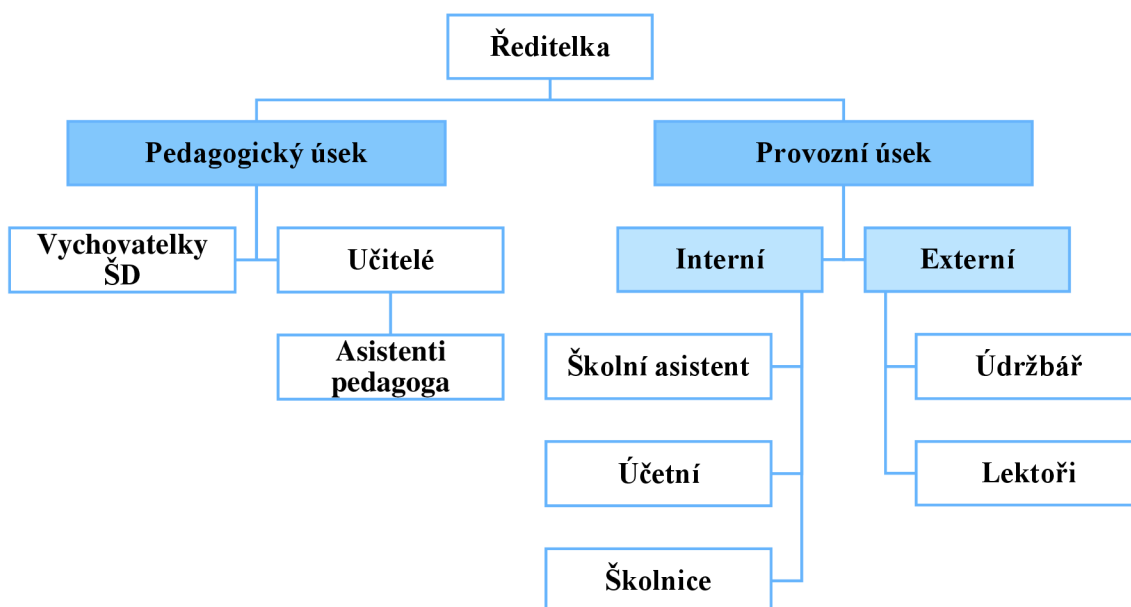 Ředitelka
Pedagogický úsek
Provozní úsek
Vychovatelky
ŠD
Učitelé
Interní
Externí
Asistenti
pedagoga
Školní asistent
Údržbář
Účetní
Lektoři
Školnice